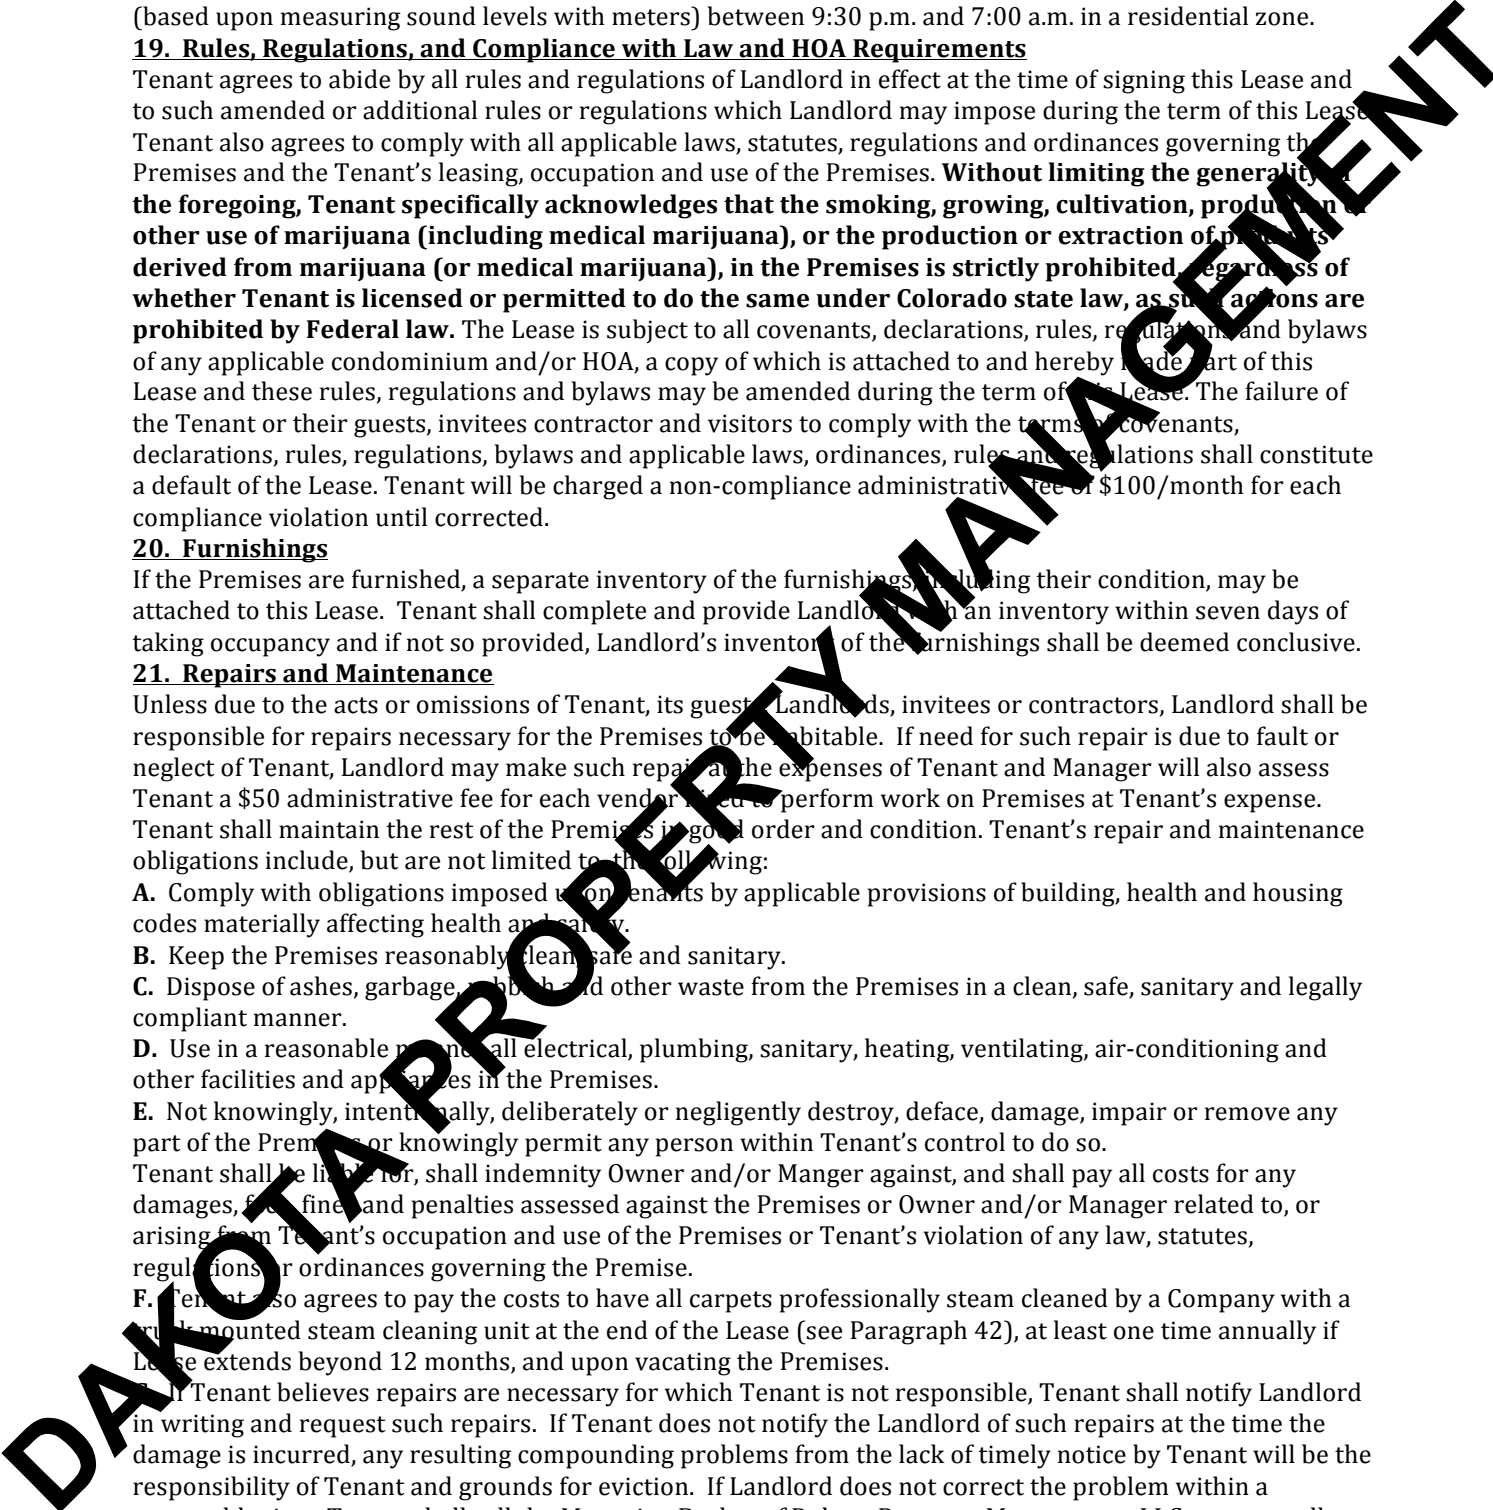 (based upon measuring sound levels with meters) between 9:30 p.m. and 7:00 a.m. in a residential zone.
19. Rules, Regulations, and Compliance with Law and HOA Requirements
Tenant agrees to abide by all rules and regulations of Landlord in effect at the time of signing this Lease and
to such amended or additional rules or regulations which Landlord may impose during the term of this Lease
Tenant also agrees to comply with all applicable laws, statutes, regulations and ordinances governing the
Premises and the Tenant's leasing, occupation and use of the Premises. Without limiting the generality
the foregoing, Tenant specifically acknowledges that the smoking, growing, cultivation, production or
other use of marijuana (including medical marijuana), or the production or extraction of products
derived from marijuana (or medical marijuana), in the Premises is strictly prohibited, regardless of
whether Tenant is licensed or permitted to do the same under Colorado state law, as such actions are
prohibited by Federal law. The Lease is subject to all covenants, declarations, rules, regulations and bylaws
of any applicable condominium and/or HOA, a copy of which is attached to and hereby made part of this
Lease and these rules, regulations and bylaws may be amended during the term of this Lease. The failure of
the Tenant or their guests, invitees contractor and visitors to comply with the terms of covenants,
declarations, rules, regulations, bylaws and applicable laws, ordinances, rules and regulations shall constitute
a default of the Lease. Tenant will be charged a non-compliance administrative fee of $100/month for each
compliance violation until corrected.
20. Furnishings
If the Premises are furnished, a separate inventory of the furnishings, including their condition, may be
attached to this Lease. Tenant shall complete and provide Landlord with an inventory within seven days of
taking occupancy and if not so provided, Landlord's inventory of the furnishings shall be deemed conclusive.
21. Repairs and Maintenance
Unless due to the acts or omissions of Tenant, its guests, Landlords, invitees or contractors, Landlord shall be
responsible for repairs necessary for the Premises to be habitable. If need for such repair is due to fault or
neglect of Tenant, Landlord may make such repair at the expenses of Tenant and Manager will also assess
Tenant a $50 administrative fee for each vendor hired to perform work on Premises at Tenant's expense.
Tenant shall maintain the rest of the Premises in good order and condition. Tenant's repair and maintenance
obligations include, but are not limited to, the following:
A. Comply with obligations imposed upon tenants by applicable provisions of building, health and housing
codes materially affecting health and safety.
B. Keep the Premises reasonably clean, safe and sanitary.
C. Dispose of ashes, garbage, rubbish and other waste from the Premises in a clean, safe, sanitary and legally
compliant manner.
D. Use in a reasonable manner all electrical, plumbing, sanitary, heating, ventilating, air-conditioning and
other facilities and appliances in the Premises.
E. Not knowingly, intentionally, deliberately or negligently destroy, deface, damage, impair or remove any
part of the Premises or knowingly permit any person within Tenant's control to do so.
Tenant shall be liable for, shall indemnity Owner and/or Manger against, and shall pay all costs for any
damages, fines and penalties assessed against the Premises or Owner and/or Manager related to, or
arising from Tenant's occupation and use of the Premises or Tenant's violation of any law, statutes,
regulations or ordinances governing the Premise.
F. Tenant also agrees to pay the costs to have all carpets professionally steam cleaned by a Company with a
truck mounted steam cleaning unit at the end of the Lease (see Paragraph 42), at least one time annually if
Lease extends beyond 12 months, and upon vacating the Premises.
If Tenant believes repairs are necessary for which Tenant is not responsible, Tenant shall notify Landlord
in writing and request such repairs. If Tenant does not notify the Landlord of such repairs at the time the
damage is incurred, any resulting compounding problems from the lack of timely notice by Tenant will be the
responsibility of Tenant and grounds for eviction. If Landlord does not correct the problem within a
DAKOTA PROPERTY MANAGEMENT